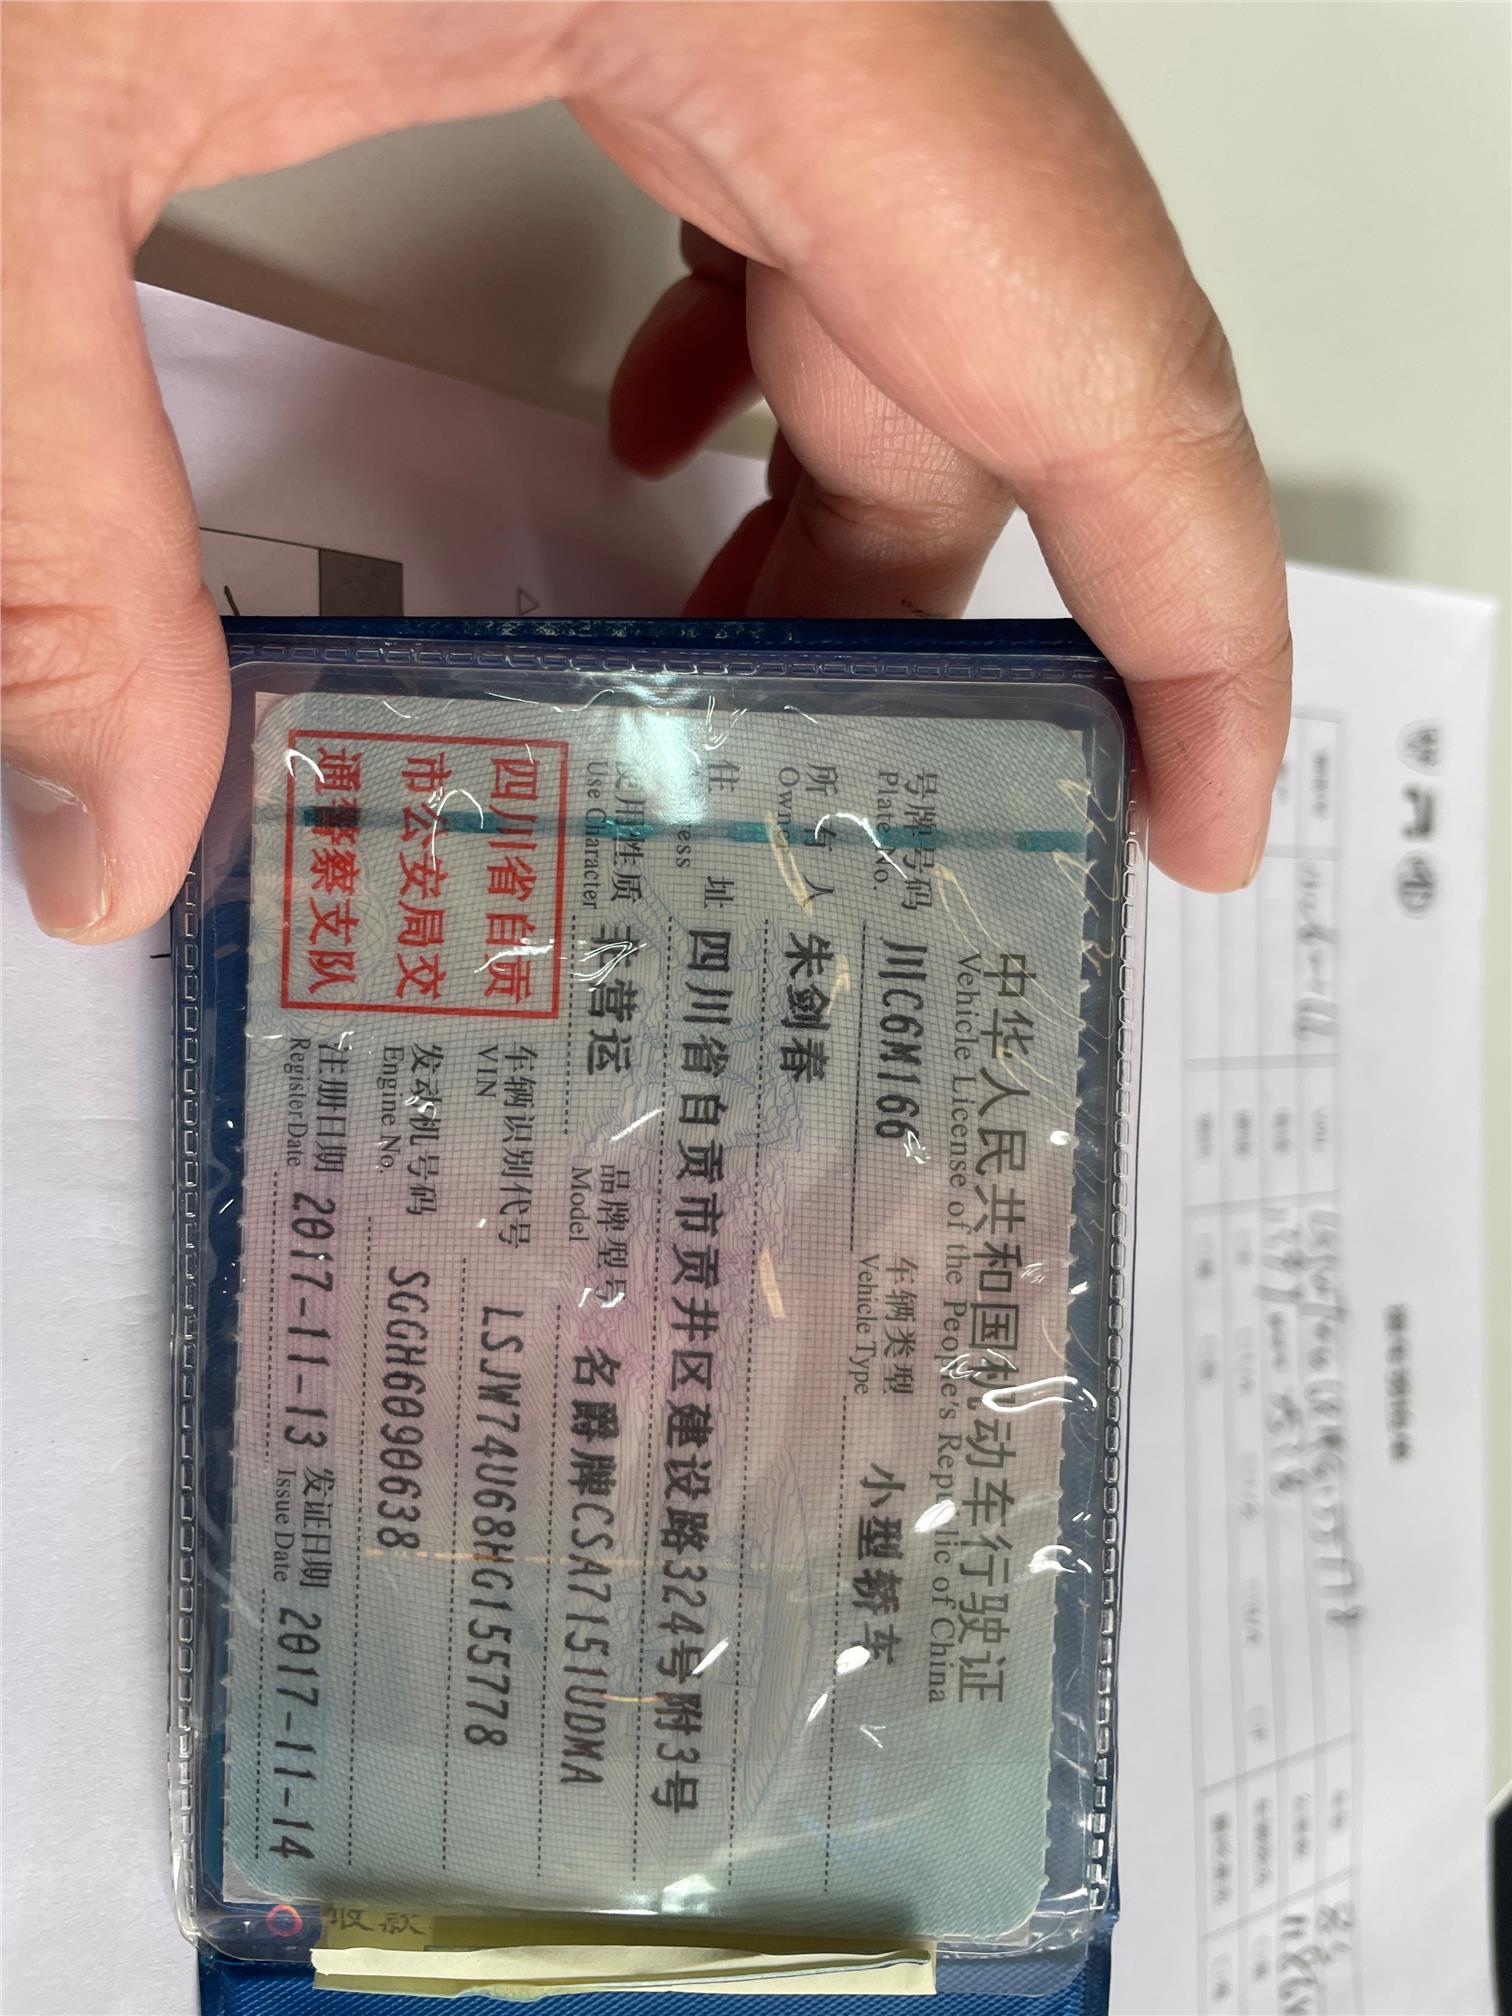 中华人民共和国机动车行驶证
Vehicle License of the People's Republic of China
号牌号码 川C6M166 车辆类型 小型轿车
Plate No. Vehicle Type
所有人 朱剑春
Owner
住址 四川省自贡市贡井区建设路324号附3号
使用性质 非营运 品牌型号 名爵牌CSA7151UDMA
Use Character Model
四川省自贡
市公安局交
通警察支队
车辆识别代号 LSJW74U68HG155778
VIN
发动机号码 SGGH6090638
Engine No.
注册日期 2017-11-13 发证日期 2017-11-14
Register Date Issue Date
收款